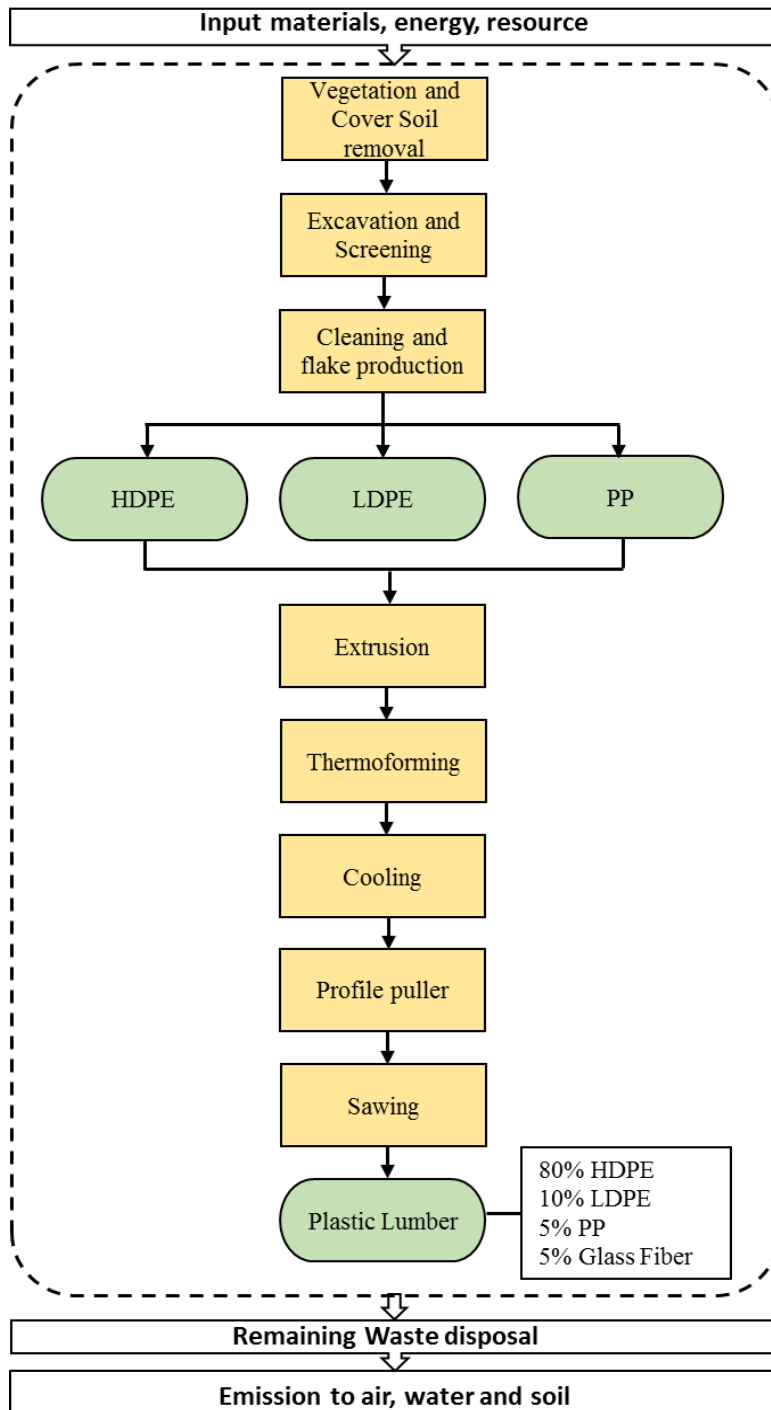 Input materials, energy, resource
Vegetation and
Cover Soil
removal
Excavation and
Screening
Cleaning and
flake production
HDPE
LDPE
PP
Extrusion
Thermoforming
Cooling
Profile puller
Sawing
Plastic Lumber
80% HDPE
10% LDPE
5% PP
5% Glass Fiber
Remaining Waste disposal
Emission to air, water and soil